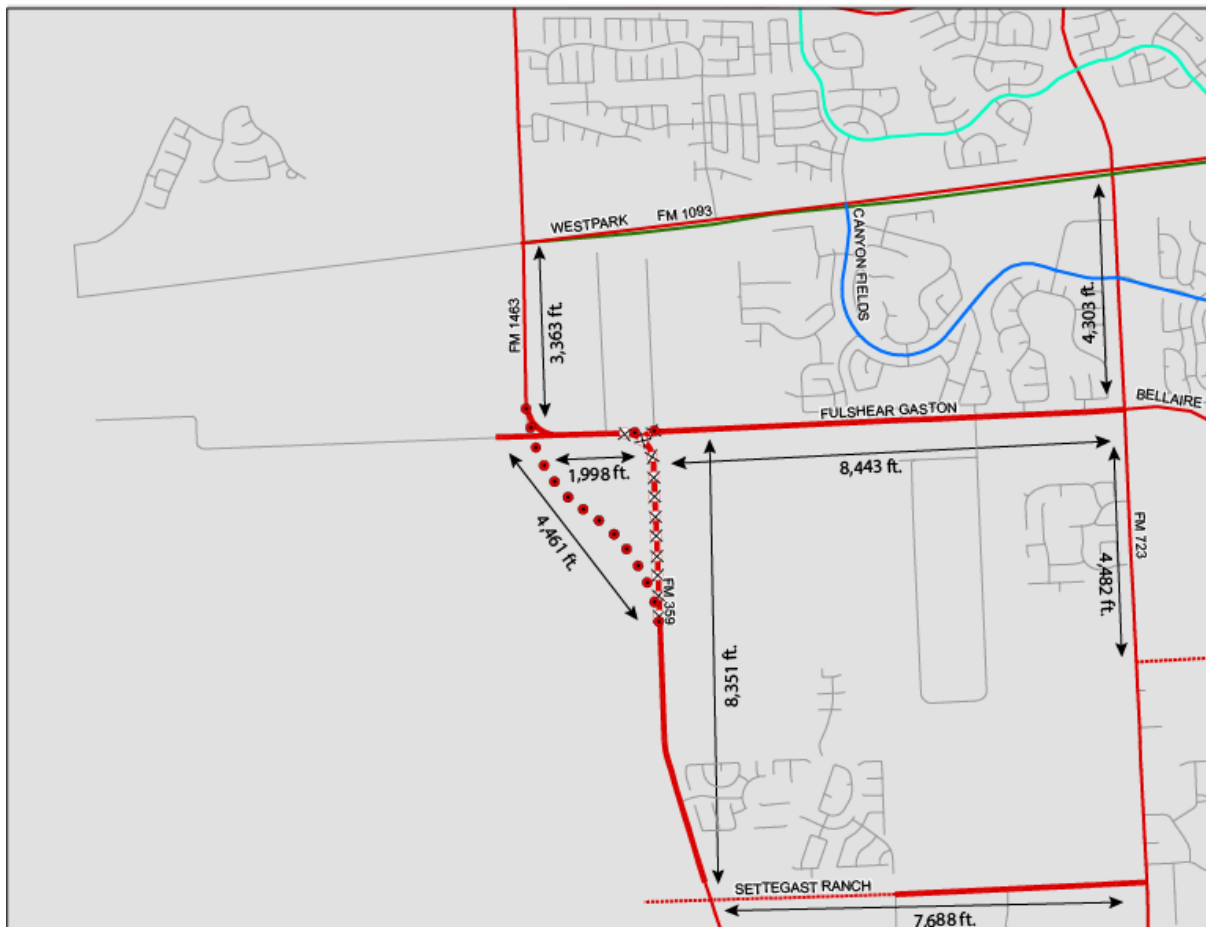 WESTPARK
FM 1093
CANYON FIELDS
FM 1463
3,363 ft.
4,303 ft.
FULSHEAR GASTON
BELLAIRE
1,998 ft.
8,443 ft.
4,461 ft.
FM 723
4,482 ft.
FM 359
8,351 ft.
SETTEGAST RANCH
7,688 ft.